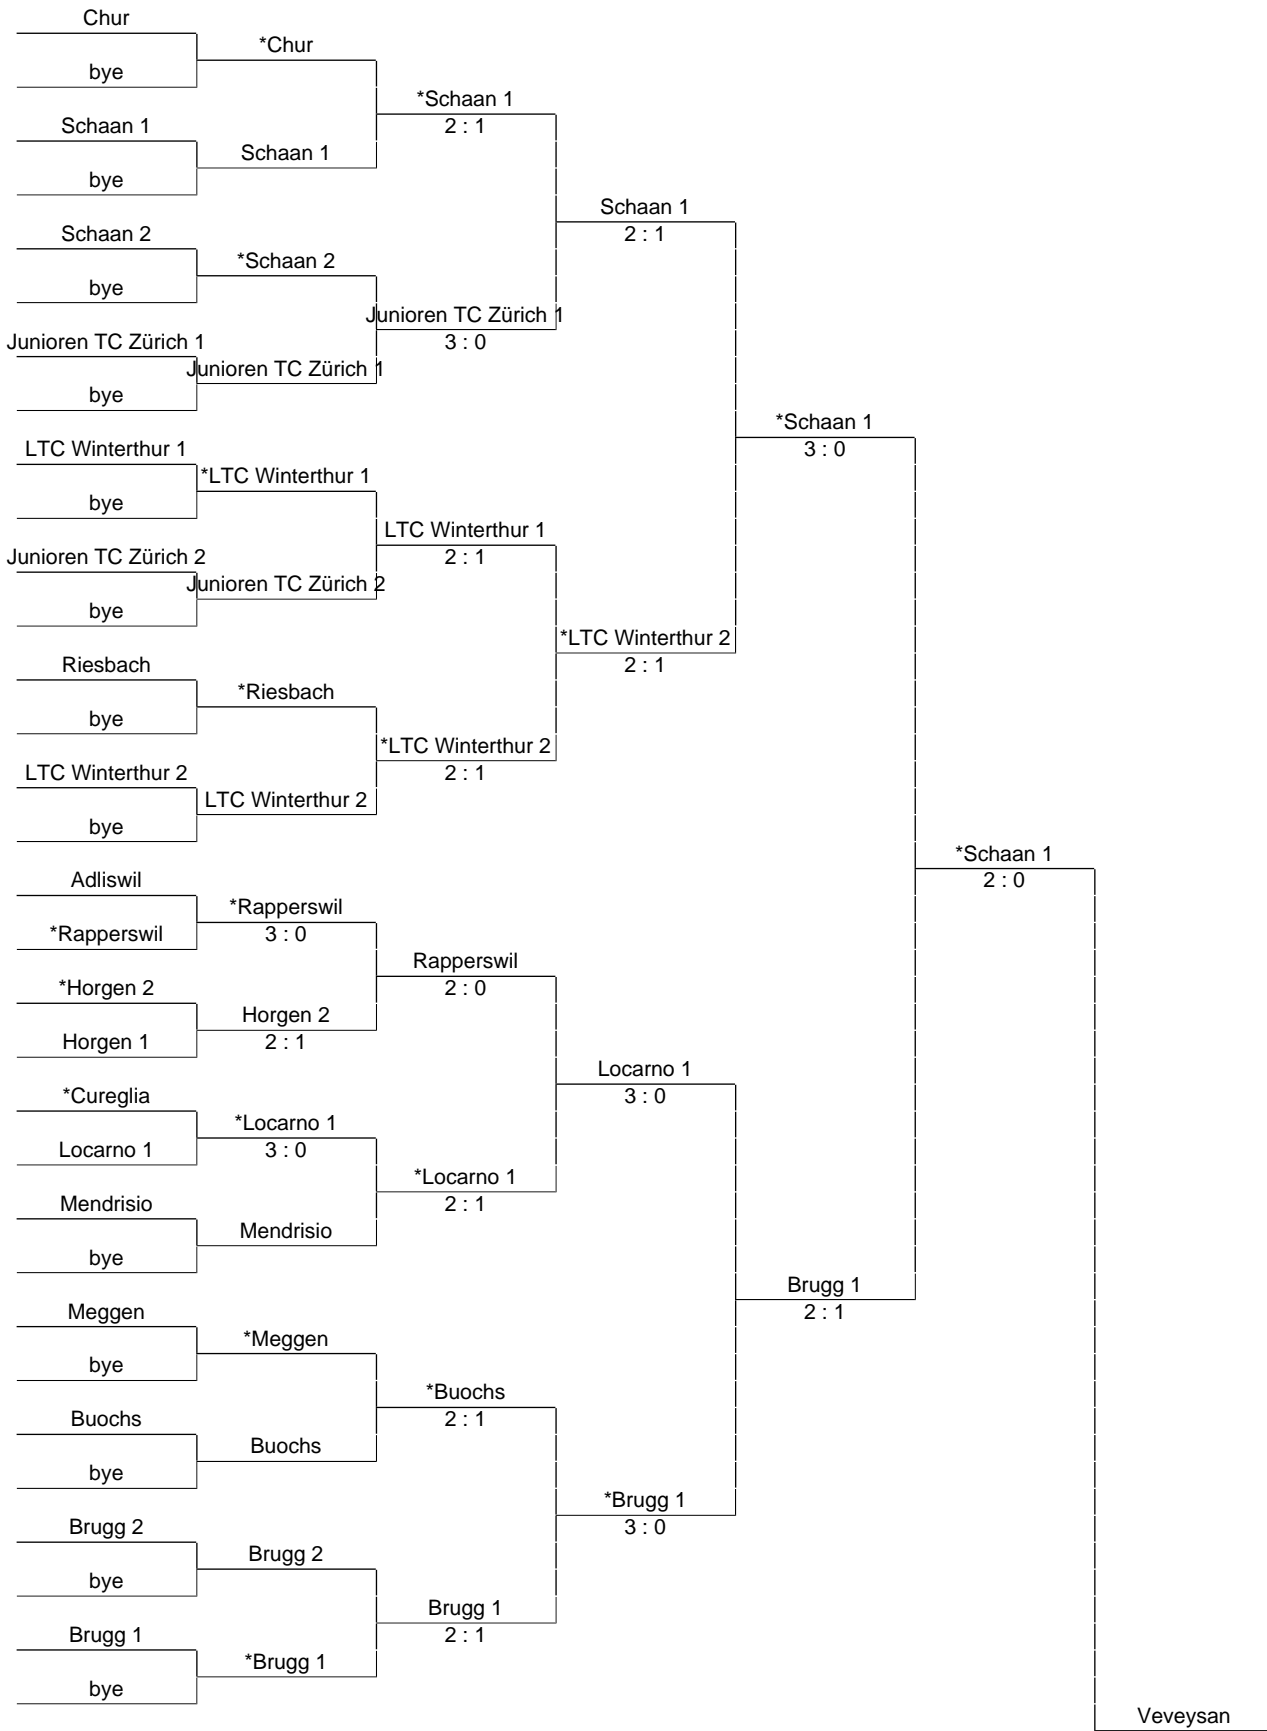 Chur
*Chur
bye
*Schaan 1
2 : 1
Schaan 1
Schaan 1
bye
Schaan 1
2 : 1
Schaan 2
*Schaan 2
bye
Junioren TC Zürich 1
3 : 0
Junioren TC Zürich 1
Junioren TC Zürich 1
bye
*Schaan 1
3 : 0
LTC Winterthur 1
*LTC Winterthur 1
bye
LTC Winterthur 1
2 : 1
Junioren TC Zürich 2
Junioren TC Zürich 2
bye
*LTC Winterthur 2
2 : 1
Riesbach
*Riesbach
bye
*LTC Winterthur 2
2 : 1
LTC Winterthur 2
LTC Winterthur 2
bye
*Schaan 1
2 : 0
Adliswil
*Rapperswil
3 : 0
*Rapperswil
Rapperswil
2 : 0
*Horgen 2
Horgen 2
2 : 1
Horgen 1
Locarno 1
3 : 0
*Cureglia
*Locarno 1
3 : 0
Locarno 1
*Locarno 1
2 : 1
Mendrisio
Mendrisio
bye
Brugg 1
2 : 1
Meggen
*Meggen
bye
*Buochs
2 : 1
Buochs
Buochs
bye
*Brugg 1
3 : 0
Brugg 2
Brugg 2
bye
Brugg 1
2 : 1
Brugg 1
*Brugg 1
bye
Veveysan